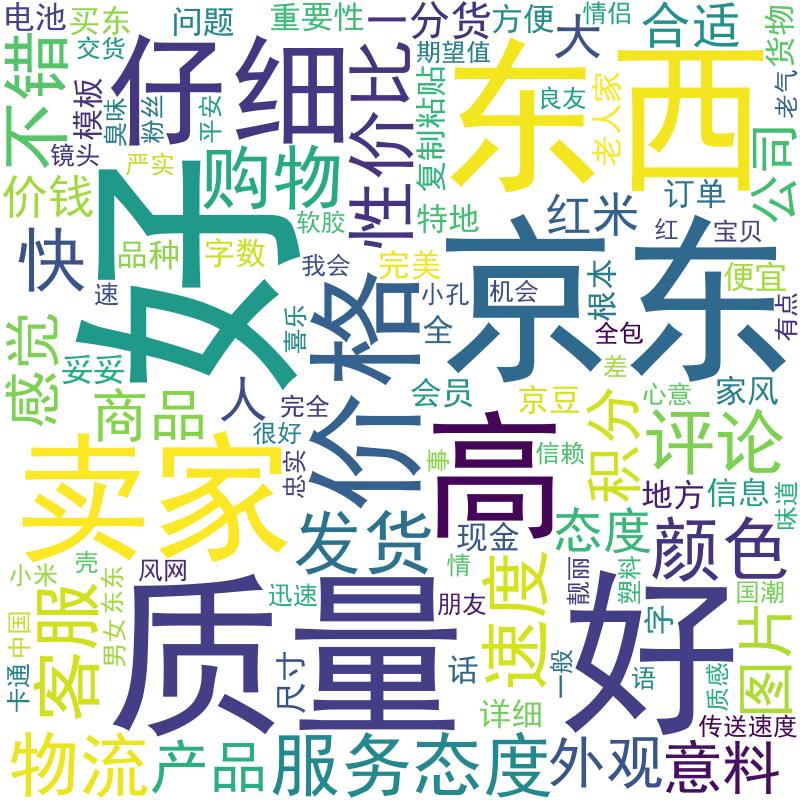 电池
买东
问题
重要性
一分货
方便
情侣
大
合适
货物
不错
交货
模板
臭味
粉丝
平安
仔细
性价比
期望值
复制粘贴
东西
良友
老人家
老气
镜头
严实
价钱
购物
好
软胶
特地
红米
订单
公司
快
品种
字数
我会
完美
京东
红
宝贝
便宜
速
小孔
机会
根本
有点
感觉
喜乐
价格
全
全包
妥妥
差
人
会员
京豆
心意
家风
商品
完全
很好
高
积分
评论
卖家
忠实
事
信赖
地方
信息
味道
发货
现金
态度
颜色
小米
壳
风网
迅速
情
速度
靓丽
塑料
国潮
客服
中国
男女
东东
质量
朋友
好
字
图片
卡通
尺寸
话
一般
语
质感
详细
传送速度
物流
产品
服务态度
外观
意料